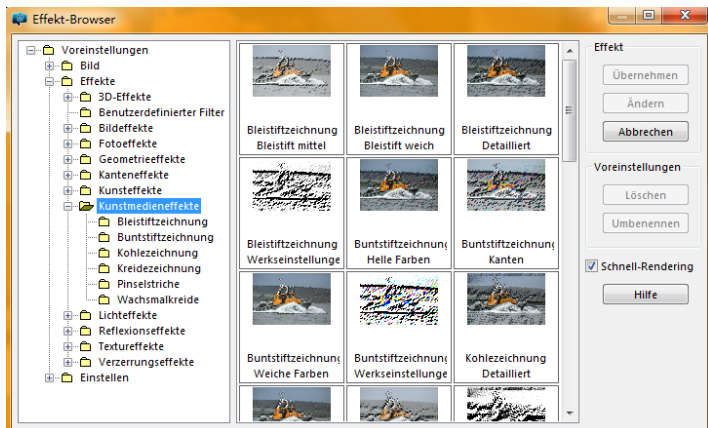 Effekt-Browser
Voreinstellungen
Bild
Effekte
3D-Effekte
Benutzerdefinierter Filter
Bildeffekte
Fotoeffekte
Geometrieeffekte
Kanteneffekte
Kunsteffekte
Kunstmedieneffekte
Bleistiftzeichnung
Buntstiftzeichnung
Kohlezeichnung
Kreidezeichnung
Pinselstriche
Wachsmalkreide
Lichteffekte
Reflexionseffekte
Textureffekte
Verzerrungseffekte
Einstellen
Bleistiftzeichnung
Bleistift mittel
Bleistiftzeichnung
Bleistift weich
Bleistiftzeichnung
Detailliert
Bleistiftzeichnung
Werkseinstellunge
Buntstiftzeichnung
Helle Farben
Buntstiftzeichnung
Kanten
Buntstiftzeichnung
Weiche Farben
Buntstiftzeichnung
Werkseinstellunge
Kohlezeichnung
Detailliert
Effekt
Übernehmen
Ändern
Abbrechen
Voreinstellungen
Löschen
Umbenennen
Schnell-Rendering
Hilfe